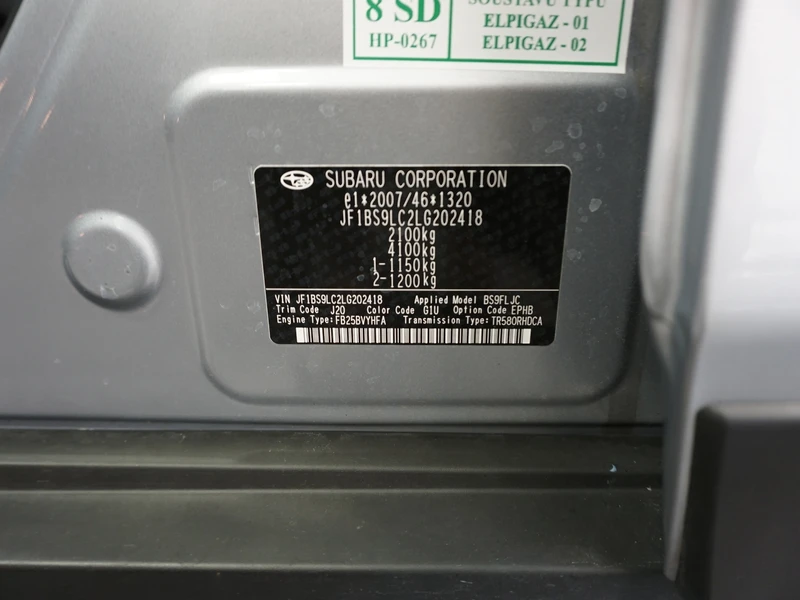 8 SD
HP-0267
SOUSTAVU TYPU
ELPIGAZ - 01
ELPIGAZ - 02
SUBARU CORPORATION
e1*2007/46*1320
JF1BS9LC2LG202418
2100kg
4100kg
1-1150kg
2-1200kg
VIN JF1BS9LC2LG202418 Applied Model BS9FLJC
Trim Code J20 Color Code G1U Option Code EPHB
Engine Type: FB25BVYHFA Transmission Type: TR580RHDCA